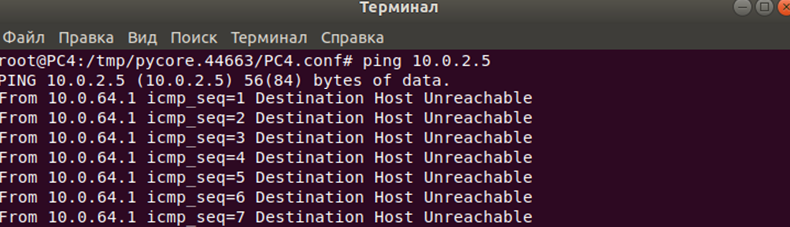 Терминал
Файл Правка Вид Поиск Терминал Справка
root@PC4:/tmp/pycore.44663/PC4.conf# ping 10.0.2.5
PING 10.0.2.5 (10.0.2.5) 56(84) bytes of data.
From 10.0.64.1 icmp_seq=1 Destination Host Unreachable
From 10.0.64.1 icmp_seq=2 Destination Host Unreachable
From 10.0.64.1 icmp_seq=3 Destination Host Unreachable
From 10.0.64.1 icmp_seq=4 Destination Host Unreachable
From 10.0.64.1 icmp_seq=5 Destination Host Unreachable
From 10.0.64.1 icmp_seq=6 Destination Host Unreachable
From 10.0.64.1 icmp_seq=7 Destination Host Unreachable